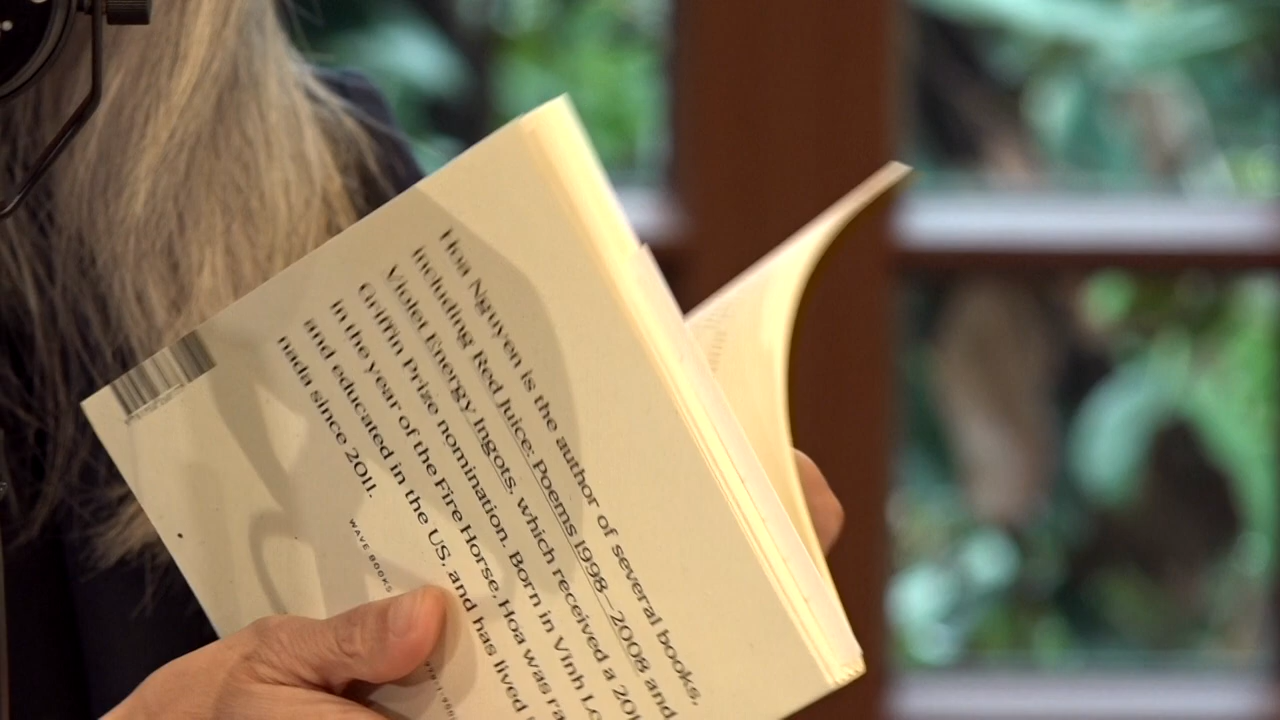 Hoa Nguyen is the author of several books,
including Red Juice: Poems 1998–2008 and
Violet Energy Ingots, which received a 201
Griffin Prize nomination. Born in Vinh Lo
in the year of the Fire Horse, Hoa was ra
and educated in the US, and has lived
nada since 2011.
WAVE BOOKS